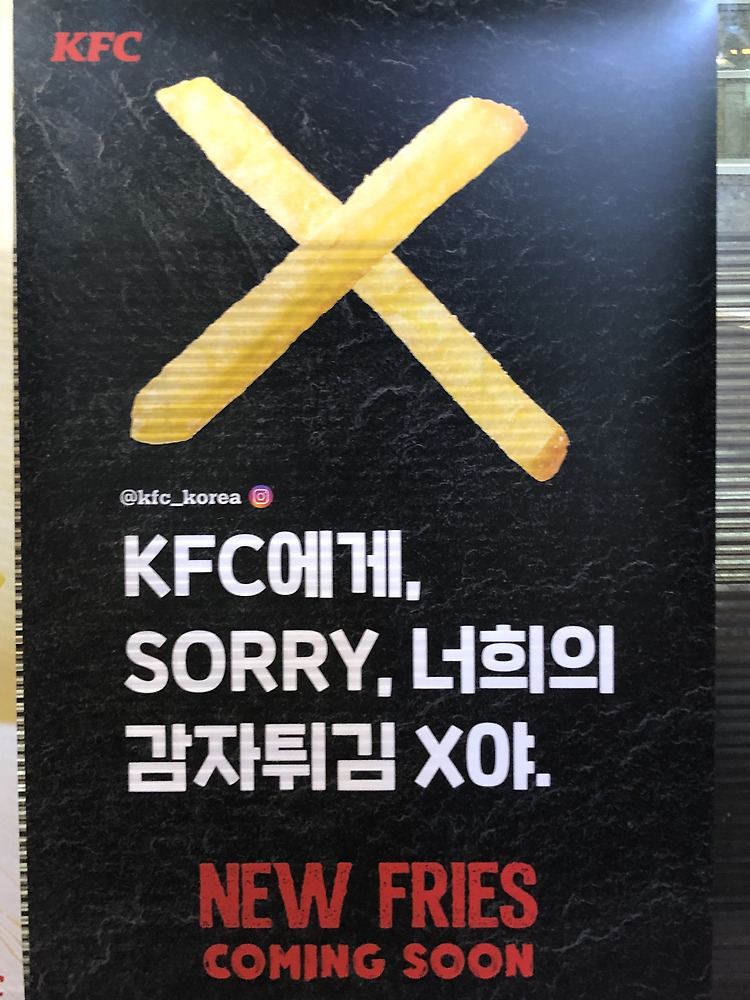 KFC
@kfc_korea
KFC에게,
SORRY, 너희의
감자튀김 X야.
NEW FRIES
COMING SOON